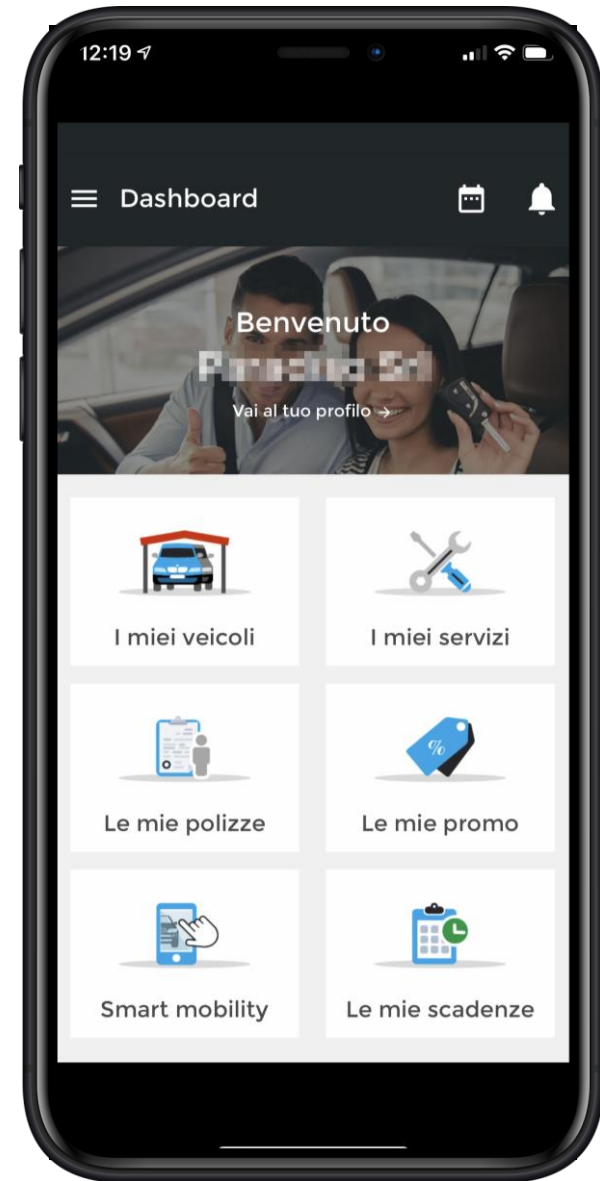 12:19
Dashboard
Benvenuto
Vai al tuo profilo →
I miei veicoli
I miei servizi
%
Le mie polizze
Le mie promo
Smart mobility
Le mie scadenze